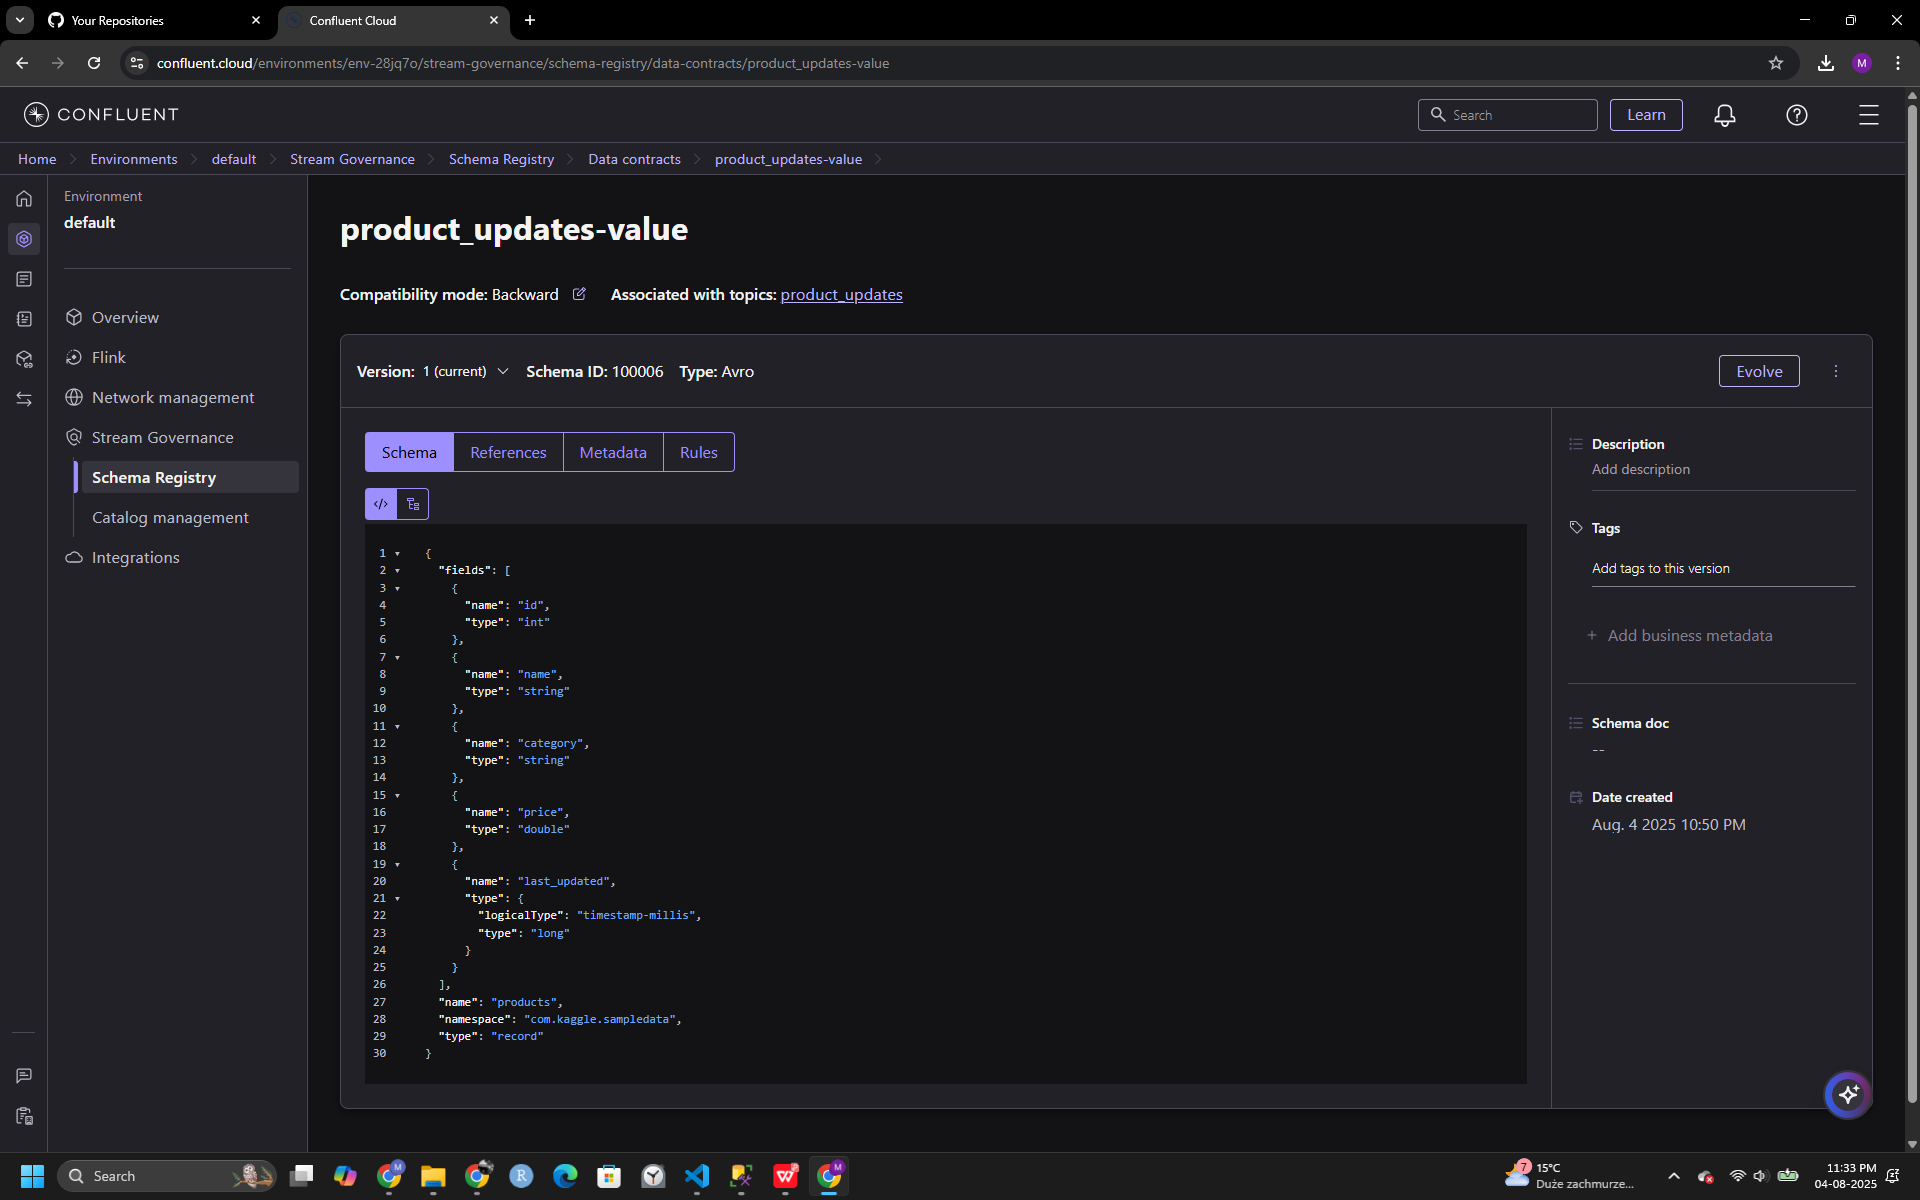 Your Repositories
Confluent Cloud
confluent.cloud/environments/env-28jq7o/stream-governance/schema-registry/data-contracts/product_updates-value
M
CONFLUENT
Search
Learn
Home
Environments
default
Stream Governance
Schema Registry
Data contracts
product_updates-value
Environment
default
Overview
Flink
Network management
Stream Governance
Schema Registry
Catalog management
Integrations
product_updates-value
Compatibility mode: Backward
Associated with topics: product_updates
Version: 1 (current)
Schema ID: 100006
Type: Avro
Evolve
Schema
References
Metadata
Rules
</>
1 {
2 "fields": [
3 {
4 "name": "id",
5 "type": "int"
6 },
7 {
8 "name": "name",
9 "type": "string"
10 },
11 {
12 "name": "category",
13 "type": "string"
14 },
15 {
16 "name": "price",
17 "type": "double"
18 },
19 {
20 "name": "last_updated",
21 "type": {
22 "logicalType": "timestamp-millis",
23 "type": "long"
24 }
25 }
26 ],
27 "name": "products",
28 "namespace": "com.kaggle.sampledata",
29 "type": "record"
30 }
Description
Add description
Tags
Add tags to this version
+ Add business metadata
Schema doc
--
Date created
Aug. 4 2025 10:50 PM
Search
M
R
W
M
7
15°C
Duże zachmurze...
11:33 PM
04-08-2025